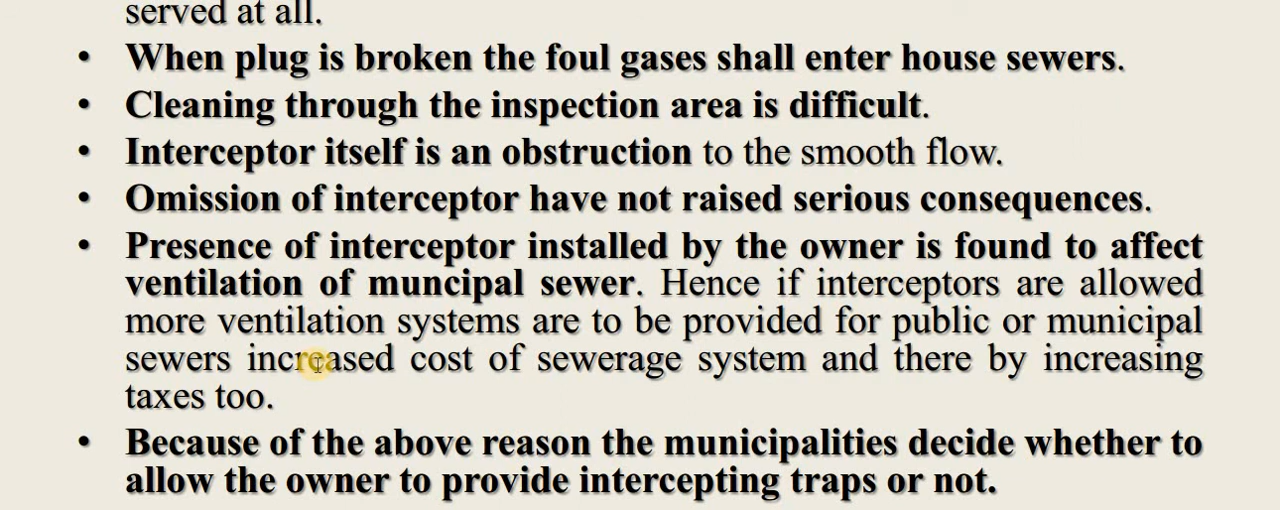 served at all.
• When plug is broken the foul gases shall enter house sewers.
• Cleaning through the inspection area is difficult.
• Interceptor itself is an obstruction to the smooth flow.
• Omission of interceptor have not raised serious consequences.
• Presence of interceptor installed by the owner is found to affect
ventilation of muncipal sewer. Hence if interceptors are allowed
more ventilation systems are to be provided for public or municipal
sewers increased cost of sewerage system and there by increasing
taxes too.
• Because of the above reason the municipalities decide whether to
allow the owner to provide intercepting traps or not.